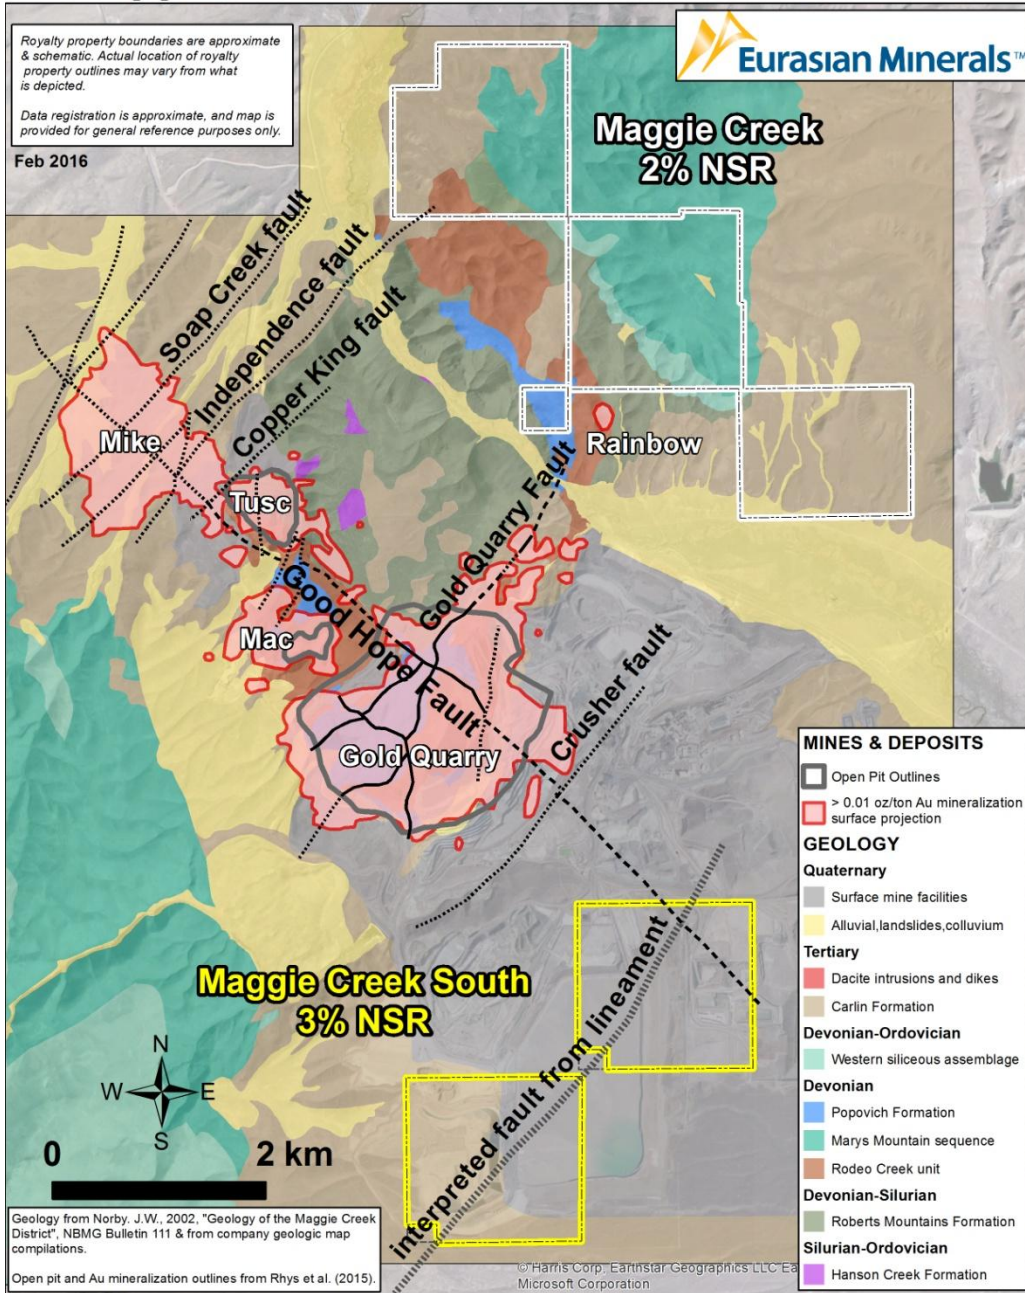 Royalty property boundaries are approximate
& schematic. Actual location of royalty
property outlines may vary from what
is depicted.
Data registration is approximate, and map is
provided for general reference purposes only.
Feb 2016
Eurasian Minerals™
Maggie Creek
2% NSR
Soap Creek fault
Independence fault
Copper King fault
Mike
Tusc
Rainbow
Gold Quarry Fault
Good Hope Fault
Mac
Gold Quarry
Crusher fault
Maggie Creek South
3% NSR
interpreted fault from lineament
N
W
E
S
0
2 km
MINES & DEPOSITS
Open Pit Outlines
> 0.01 oz/ton Au mineralization
surface projection
GEOLOGY
Quaternary
Surface mine facilities
Alluvial,landslides,colluvium
Tertiary
Dacite intrusions and dikes
Carlin Formation
Devonian-Ordovician
Western siliceous assemblage
Devonian
Popovich Formation
Marys Mountain sequence
Rodeo Creek unit
Devonian-Silurian
Roberts Mountains Formation
Silurian-Ordovician
Hanson Creek Formation
Geology from Norby. J.W., 2002, "Geology of the Maggie Creek
District", NBMG Bulletin 111 & from company geologic map
compilations.
Open pit and Au mineralization outlines from Rhys et al. (2015).
© Harris Corp, Earthstar Geographics LLC Ea
Microsoft Corporation